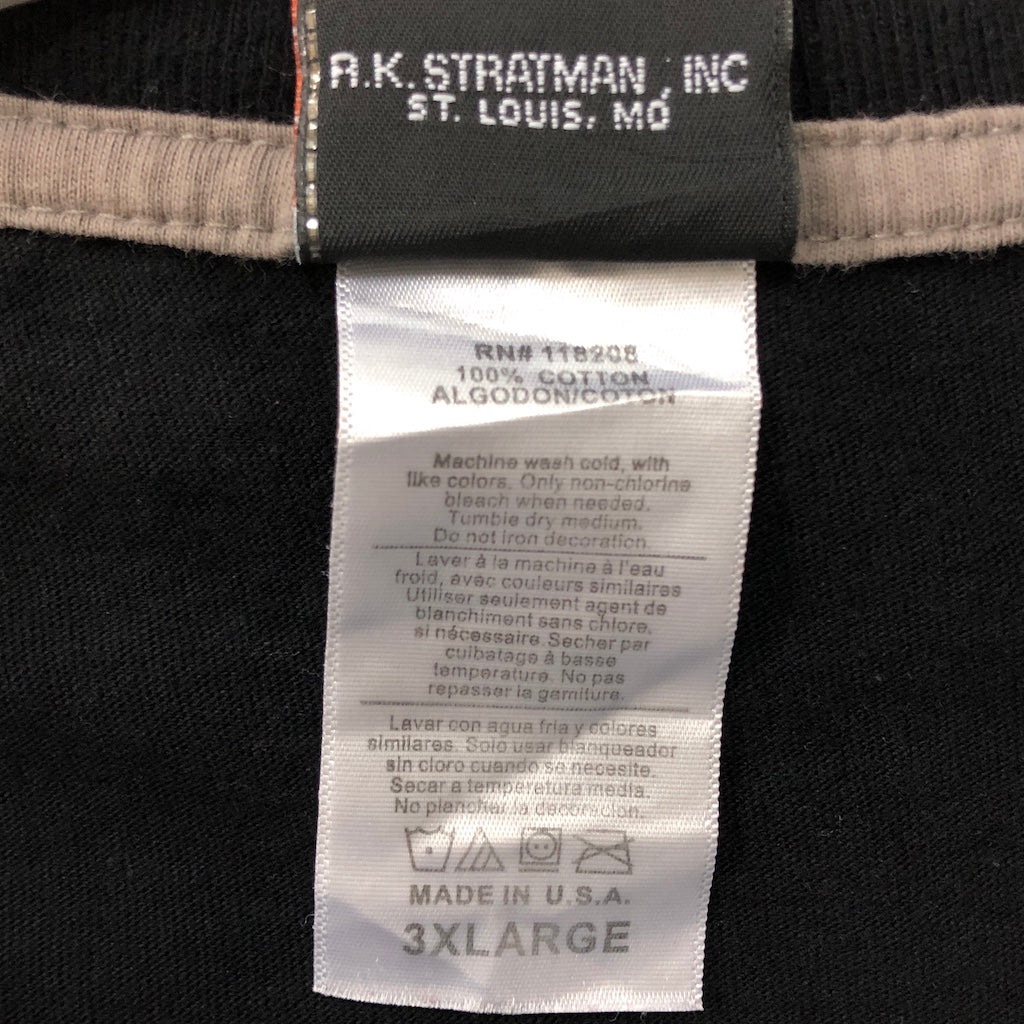 R.K. STRATMAN, INC
ST. LOUIS, MO
RN# 118208
100% COTTON
ALGODON/COTON
Machine wash cold, with
like colors. Only non-chlorine
bleach when needed.
Tumble dry medium.
Do not iron decoration.
Laver à la machine à l'eau
froid, avec couleurs similaires
Utiliser seulement agent de
blanchiment sans chlore,
si nécessaire. Secher par
culbatage à basse
temperature. No pas
repasser la garniture.
Lavar con agua fria y colores
similares. Solo usar blanqueador
sin cloro cuando se necesite.
Secar a temperatura media.
No planchar la decoracion.
MADE IN U.S.A.
3XLARGE